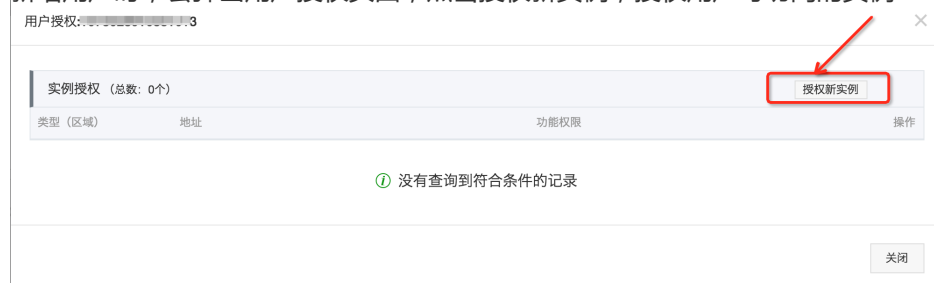 用户授权:
实例授权 （总数: 0个）
授权新实例
类型（区域） 地址 功能权限 操作
没有查询到符合条件的记录
关闭